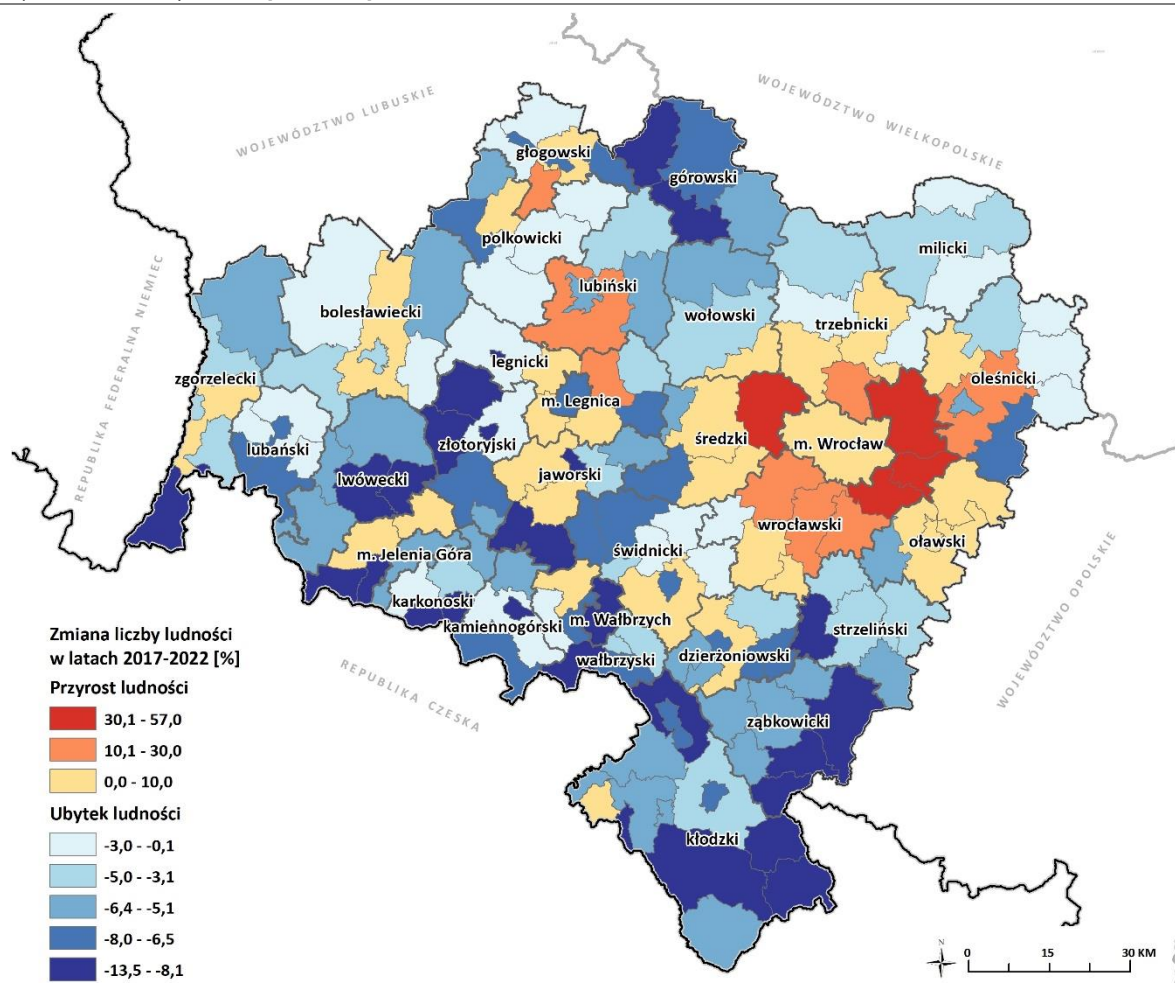 WOJEWÓDZTWO LUBUSKIE
WOJEWÓDZTWO WIELKOPOLSKIE
głogowski
górowski
polkowicki
milicki
lubiński
bolesławiecki
wołowski
trzebnicki
REPUBLIKA FEDERALNA NIEMIEC
legnicki
zgorzelecki
oleśnicki
m. Legnica
złotoryjski
średzki
m. Wrocław
lubański
lwówecki
jaworski
wrocławski
oławski
m. Jelenia Góra
świdnicki
karkonoski
kamiennogórski
m. Wałbrzych
strzeliński
wałbrzyski
dzierżoniowski
WOJEWÓDZTWO OPOLSKIE
REPUBLIKA CZESKA
ząbkowicki
kłodzki
Zmiana liczby ludności
w latach 2017-2022 [%]
Przyrost ludności
30,1 - 57,0
10,1 - 30,0
0,0 - 10,0
Ubytek ludności
-3,0 - -0,1
-5,0 - -3,1
-6,4 - -5,1
-8,0 - -6,5
-13,5 - -8,1
N
0 15 30 KM